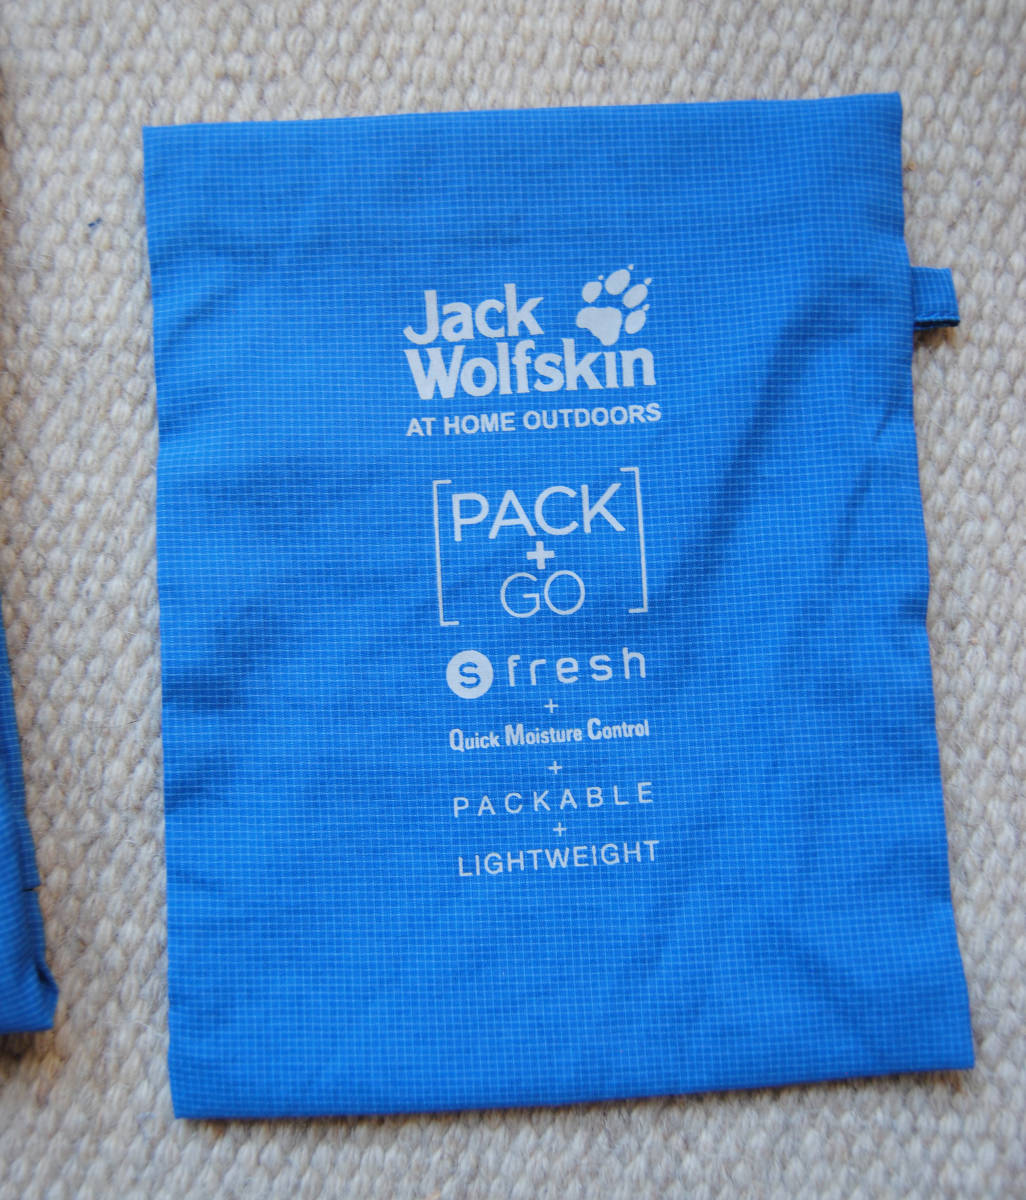 Jack
Wolfskin
AT HOME OUTDOORS
PACK
+
GO
S fresh
+
Quick Moisture Control
+
PACKABLE
+
LIGHTWEIGHT